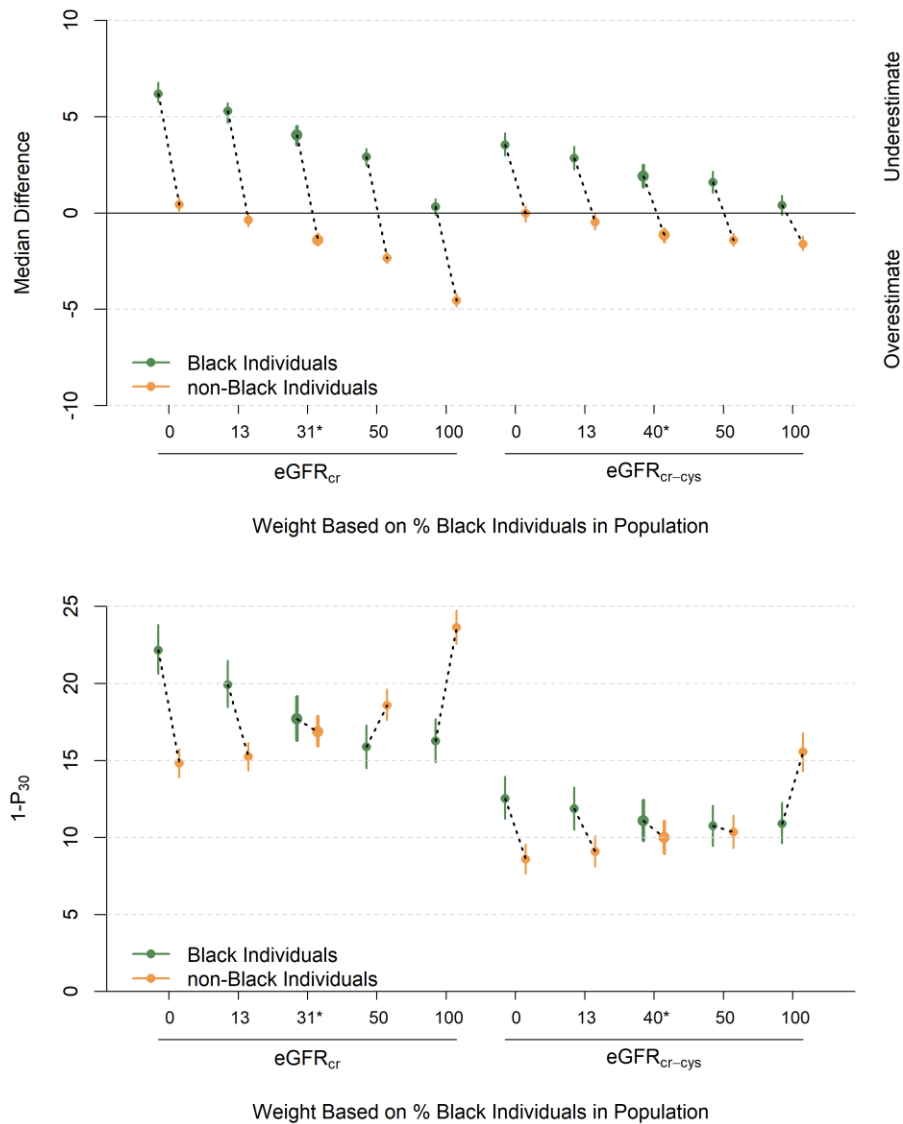 10
5
0
-5
-10
Median Difference
Underestimate
Overestimate
Black Individuals
non-Black Individuals
0 13 31* 50 100 0 13 40* 50 100
eGFRcr eGFRcr−cys
Weight Based on % Black Individuals in Population
25
20
15
10
5
0
1-P30
Black Individuals
non-Black Individuals
0 13 31* 50 100 0 13 40* 50 100
eGFRcr eGFRcr−cys
Weight Based on % Black Individuals in Population